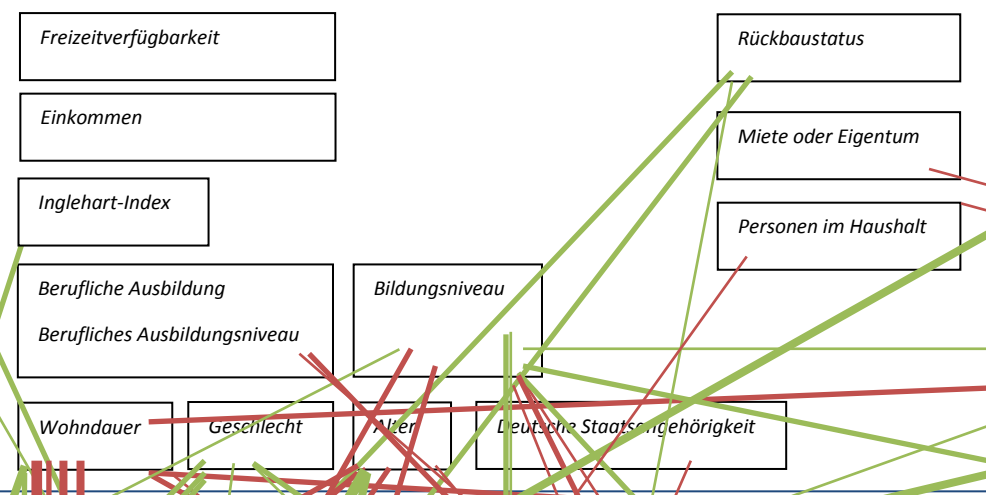 Freizeitverfügbarkeit
Rückbaustatus
Einkommen
Miete oder Eigentum
Inglehart-Index
Personen im Haushalt
Berufliche Ausbildung
Bildungsniveau
Berufliches Ausbildungsniveau
Wohndauer
Geschlecht
Alter
Deutsche Staatsangehörigkeit